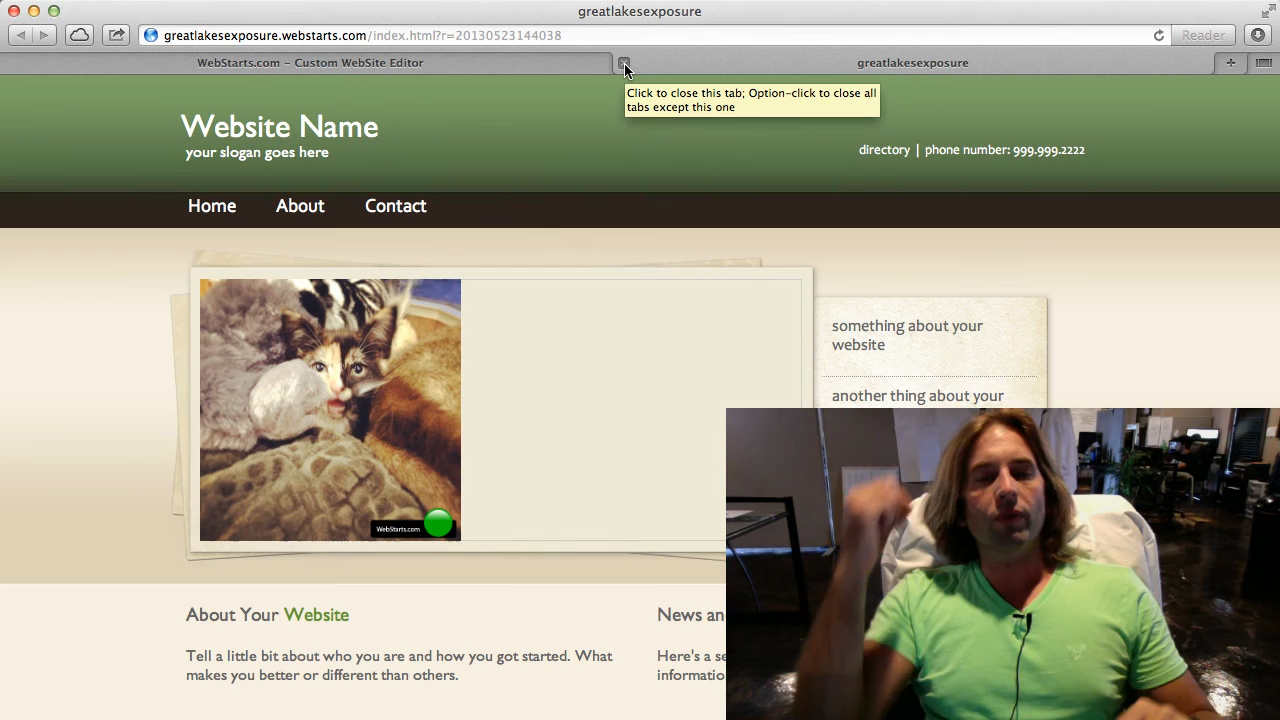 greatlakesexposure
greatlakesexposure.webstarts.com/index.html?r=20130523144038
Reader
WebStarts.com – Custom WebSite Editor
greatlakesexposure
Click to close this tab; Option-click to close all
tabs except this one
Website Name
your slogan goes here
directory | phone number: 999.999.2222
Home About Contact
something about your
website
another thing about your
WebStarts.com
About Your Website
News an
Tell a little bit about who you are and how you got started. What
makes you better or different than others.
Here's a se
informatio